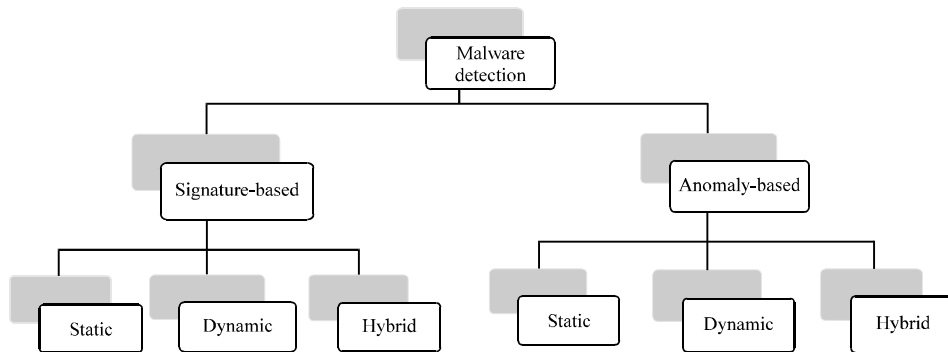 Malware
detection
Signature-based
Anomaly-based
Static
Dynamic
Hybrid
Static
Dynamic
Hybrid